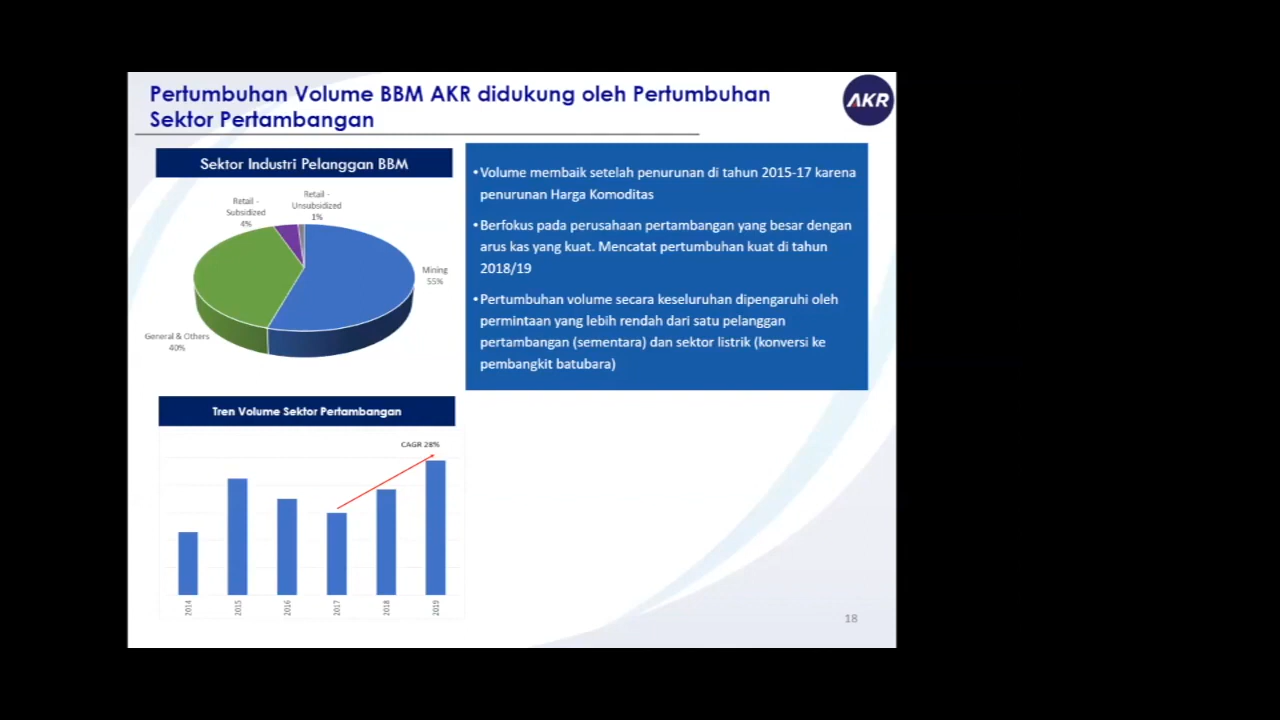 Pertumbuhan Volume BBM AKR didukung oleh Pertumbuhan
Sektor Pertambangan
AKR
Sektor Industri Pelanggan BBM
Retail -
Subsidized
4%
Retail -
Unsubsidized
1%
Mining
55%
General & Others
40%
• Volume membaik setelah penurunan di tahun 2015-17 karena
penurunan Harga Komoditas
• Berfokus pada perusahaan pertambangan yang besar dengan
arus kas yang kuat. Mencatat pertumbuhan kuat di tahun
2018/19
• Pertumbuhan volume secara keseluruhan dipengaruhi oleh
permintaan yang lebih rendah dari satu pelanggan
pertambangan (sementara) dan sektor listrik (konversi ke
pembangkit batubara)
Tren Volume Sektor Pertambangan
CAGR 28%
2014
2015
2016
2017
2018
2019
18